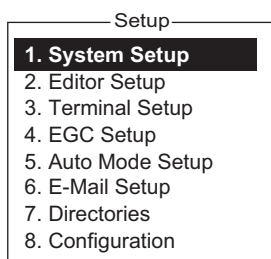 Setup
1. System Setup
2. Editor Setup
3. Terminal Setup
4. EGC Setup
5. Auto Mode Setup
6. E-Mail Setup
7. Directories
8. Configuration